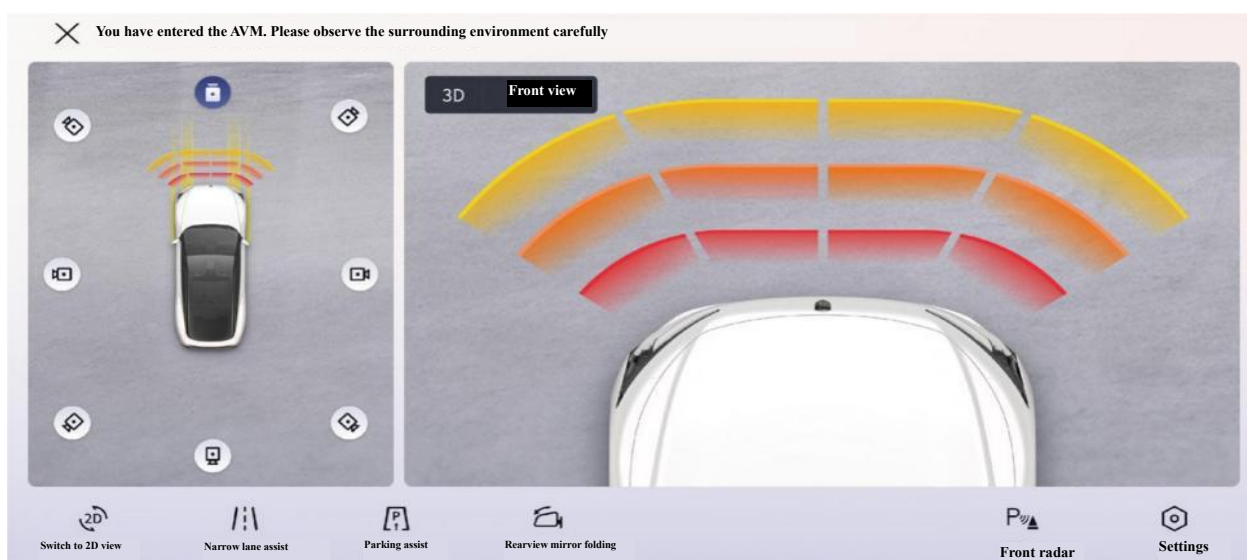 You have entered the AVM. Please observe the surrounding environment carefully
3D Front view
2D
P
P
Switch to 2D view
Narrow lane assist
Parking assist
Rearview mirror folding
Front radar
Settings